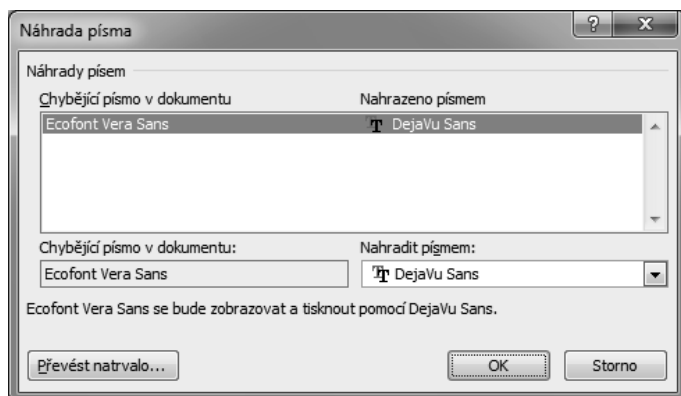 Náhrada písma
Náhrady písem
Chybějící písmo v dokumentu Nahrazeno písmem
Ecofont Vera Sans DejaVu Sans
Chybějící písmo v dokumentu: Nahradit písmem:
Ecofont Vera Sans DejaVu Sans
Ecofont Vera Sans se bude zobrazovat a tisknout pomocí DejaVu Sans.
Převést natrvalo... OK Storno